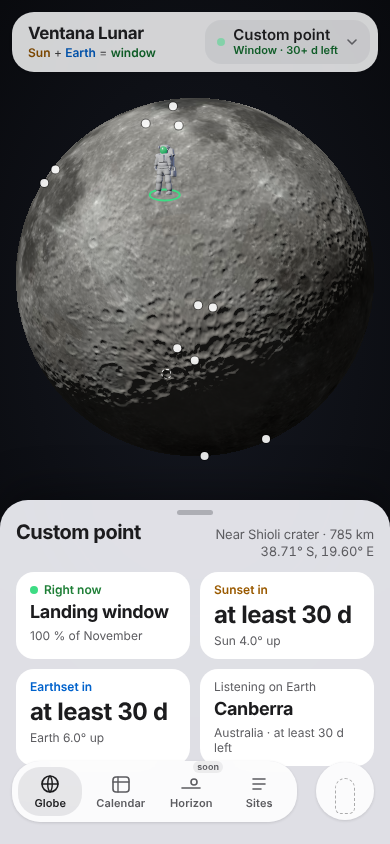 Ventana Lunar
Sun + Earth = window
Custom point
Window · 30+ d left
Custom point
Near Shioli crater · 785 km
38.71° S, 19.60° E
Right now
Landing window
100 % of November
Sunset in
at least 30 d
Sun 4.0° up
Earthset in
at least 30 d
Earth 6.0° up
Listening on Earth
Canberra
Australia · at least 30 d
left
soon
Globe
Calendar
Horizon
Sites